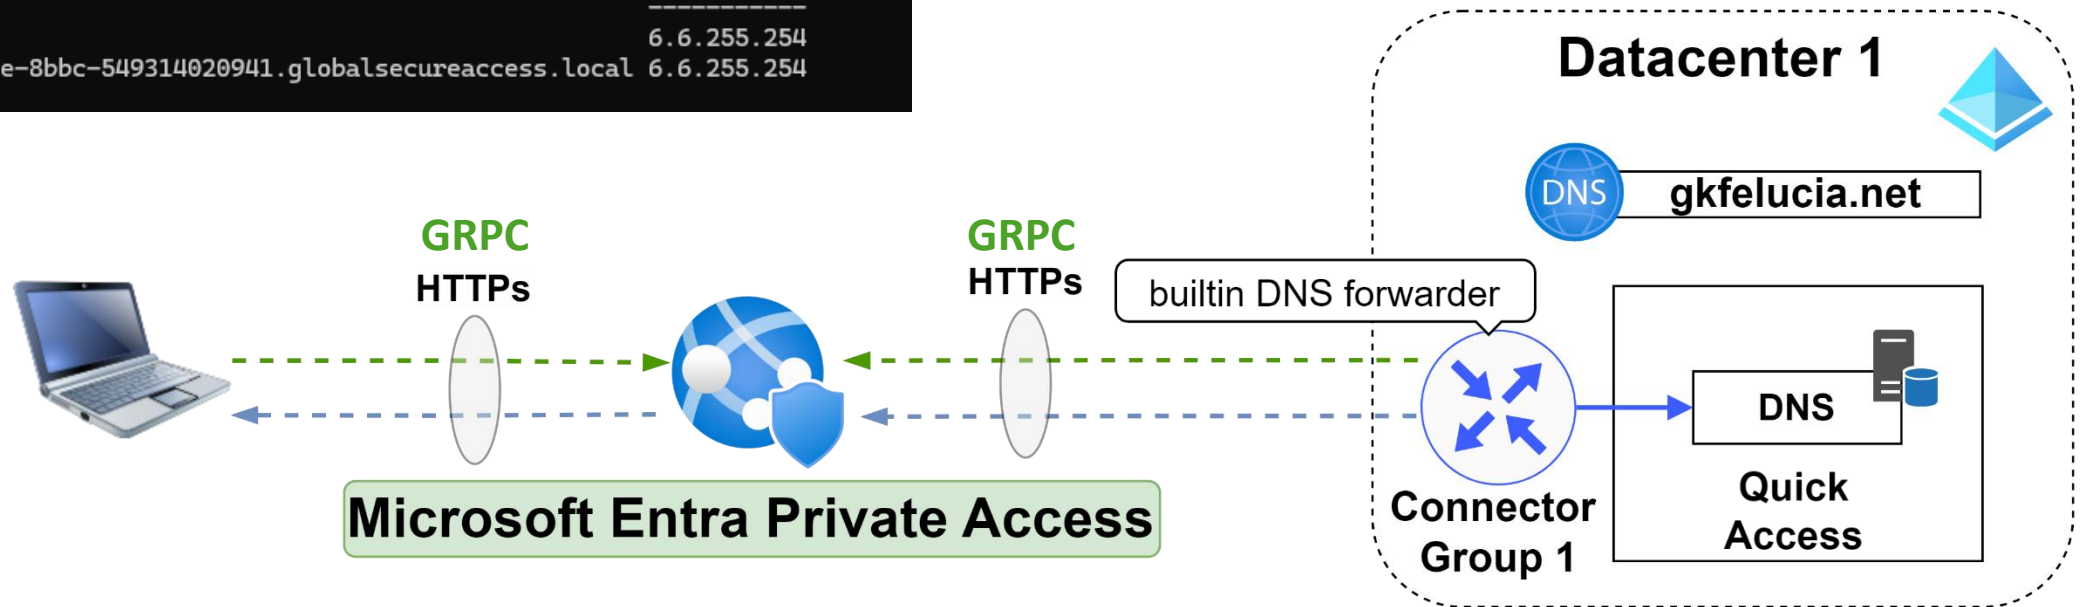 6.6.255.254
e-8bbc-549314020941.globalsecureaccess.local 6.6.255.254
Datacenter 1
DNS
gkfelucia.net
GRPC
HTTPs
GRPC
HTTPs
builtin DNS forwarder
DNS
Quick
Access
Connector
Group 1
Microsoft Entra Private Access